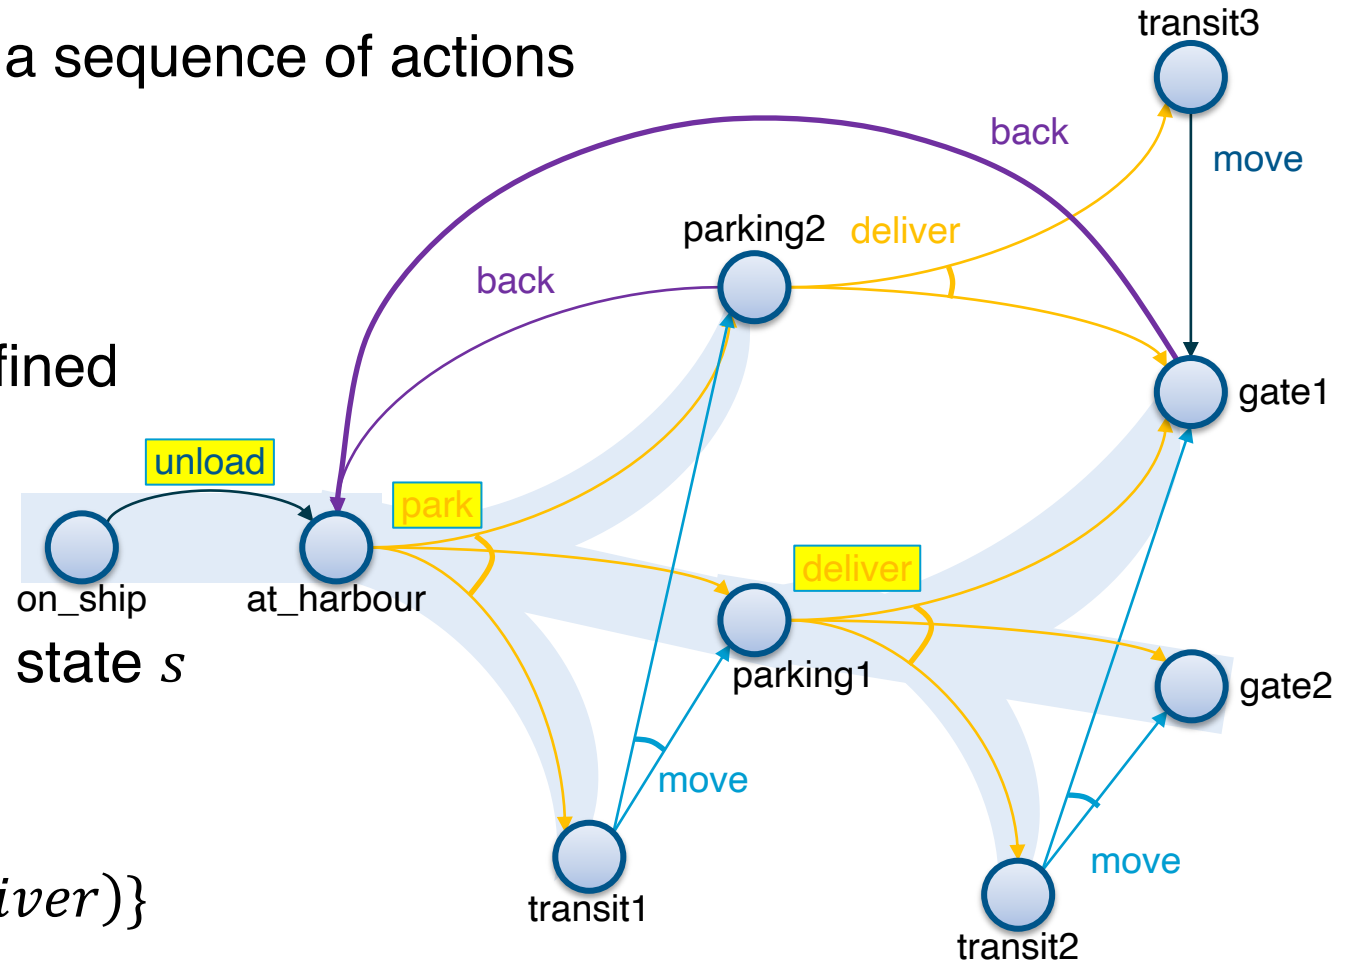 a sequence of actions
transit3
back
move
parking2
deliver
back
fined
gate1
unload
park
deliver
on_ship
at_harbour
state s
parking1
gate2
move
move
iver)}
transit1
transit2